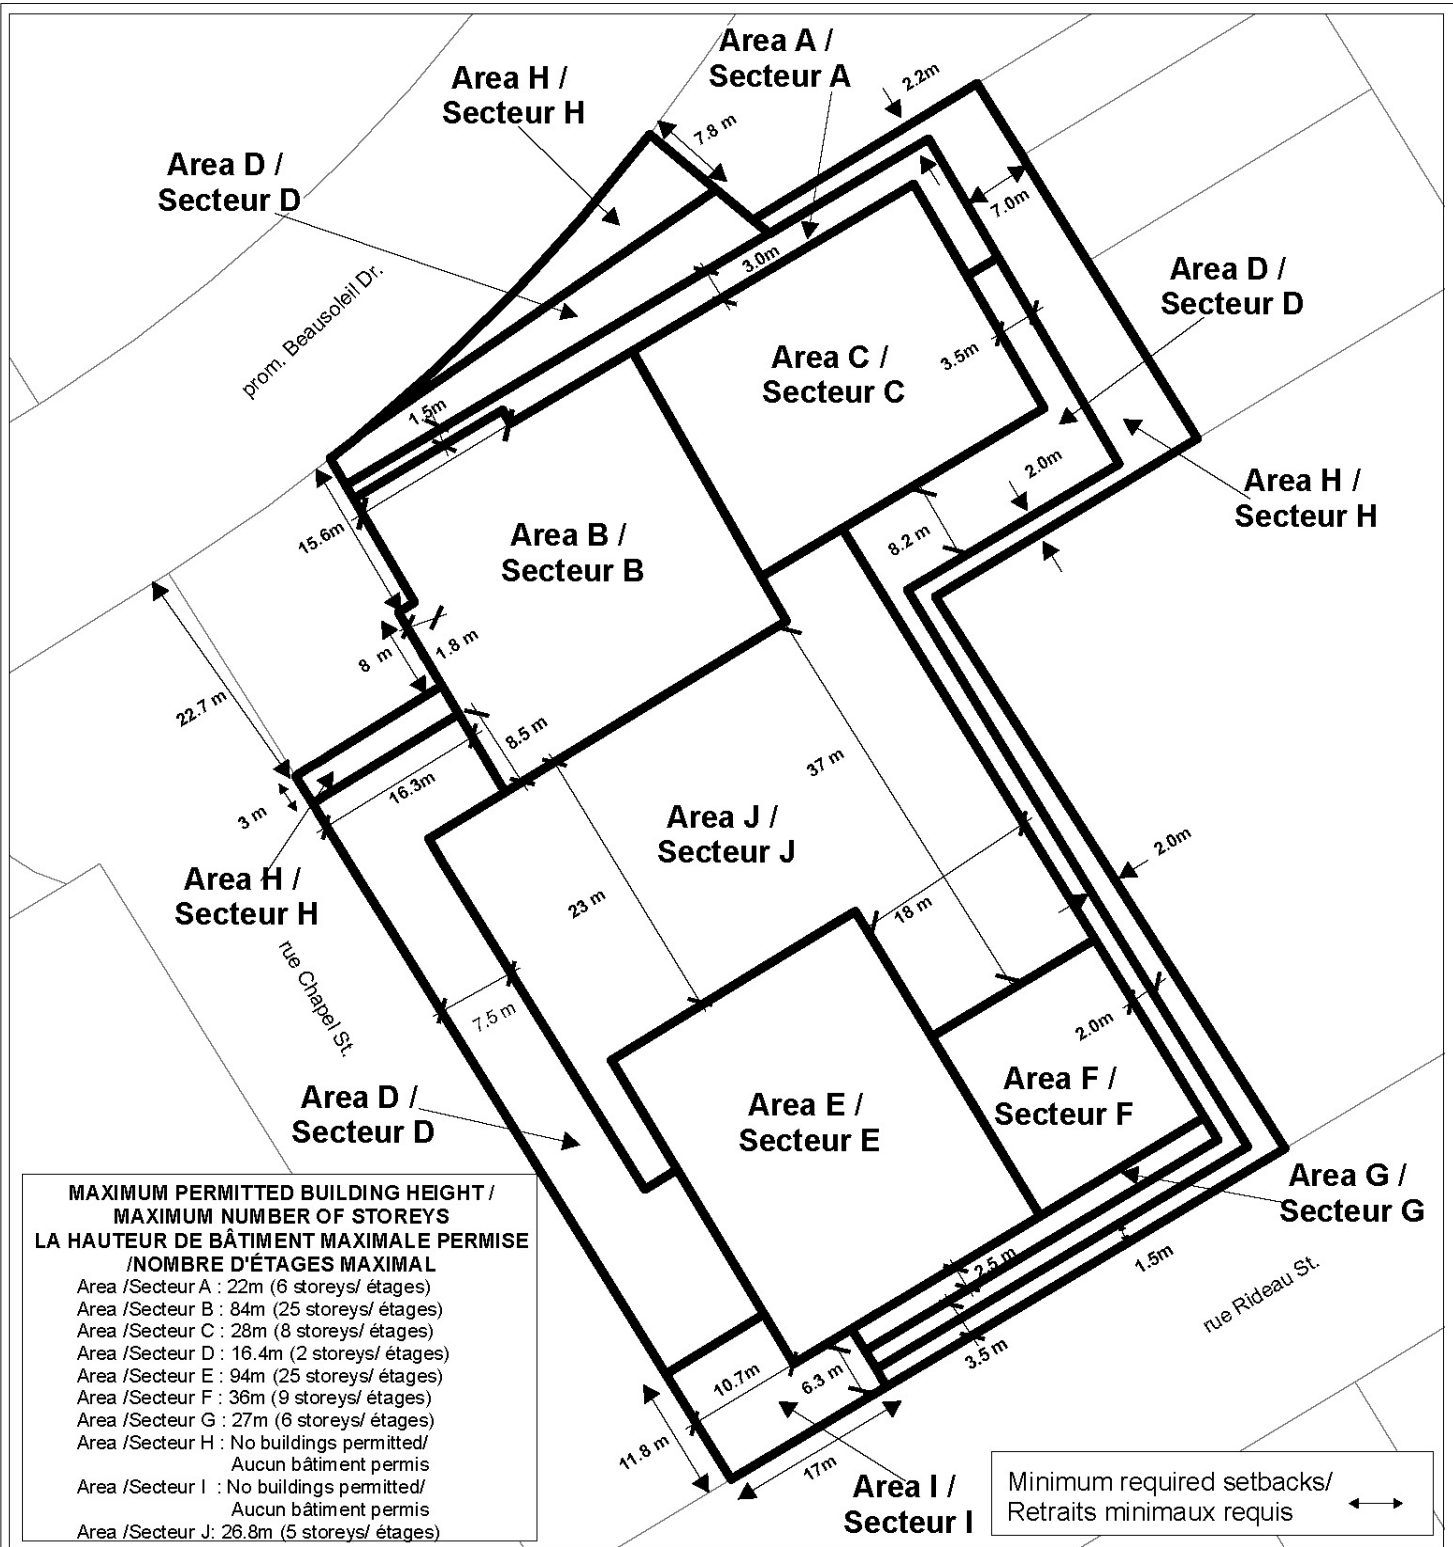 Area A /
Secteur A
2.2m
Area H /
Secteur H
7.8 m
Area D /
Secteur D
7.0m
3.0m
prom. Beausoleil Dr.
Area D /
Secteur D
Area C /
Secteur C
3.5m
1.5m
2.0m
Area H /
Secteur H
15.6m
Area B /
Secteur B
8.2 m
8 m
1.8 m
22.7 m
8.5 m
37 m
16.3m
3 m
Area J /
Secteur J
2.0m
Area H /
Secteur H
23 m
18 m
rue Chapel St.
7.5 m
2.0m
Area D /
Secteur D
Area F /
Secteur F
Area E /
Secteur E
Area G /
Secteur G
2.5 m
1.5m
rue Rideau St.
3.5 m
10.7m
6.3 m
11.8 m
17m
Area I /
Secteur I
MAXIMUM PERMITTED BUILDING HEIGHT /
MAXIMUM NUMBER OF STOREYS
LA HAUTEUR DE BÂTIMENT MAXIMALE PERMISE
/NOMBRE D'ÉTAGES MAXIMAL
Area /Secteur A : 22m (6 storeys/ étages)
Area /Secteur B : 84m (25 storeys/ étages)
Area /Secteur C : 28m (8 storeys/ étages)
Area /Secteur D : 16.4m (2 storeys/ étages)
Area /Secteur E : 94m (25 storeys/ étages)
Area /Secteur F : 36m (9 storeys/ étages)
Area /Secteur G : 27m (6 storeys/ étages)
Area /Secteur H : No buildings permitted/
Aucun bâtiment permis
Area /Secteur I : No buildings permitted/
Aucun bâtiment permis
Area /Secteur J: 26.8m (5 storeys/ étages)
Minimum required setbacks/
Retraits minimaux requis